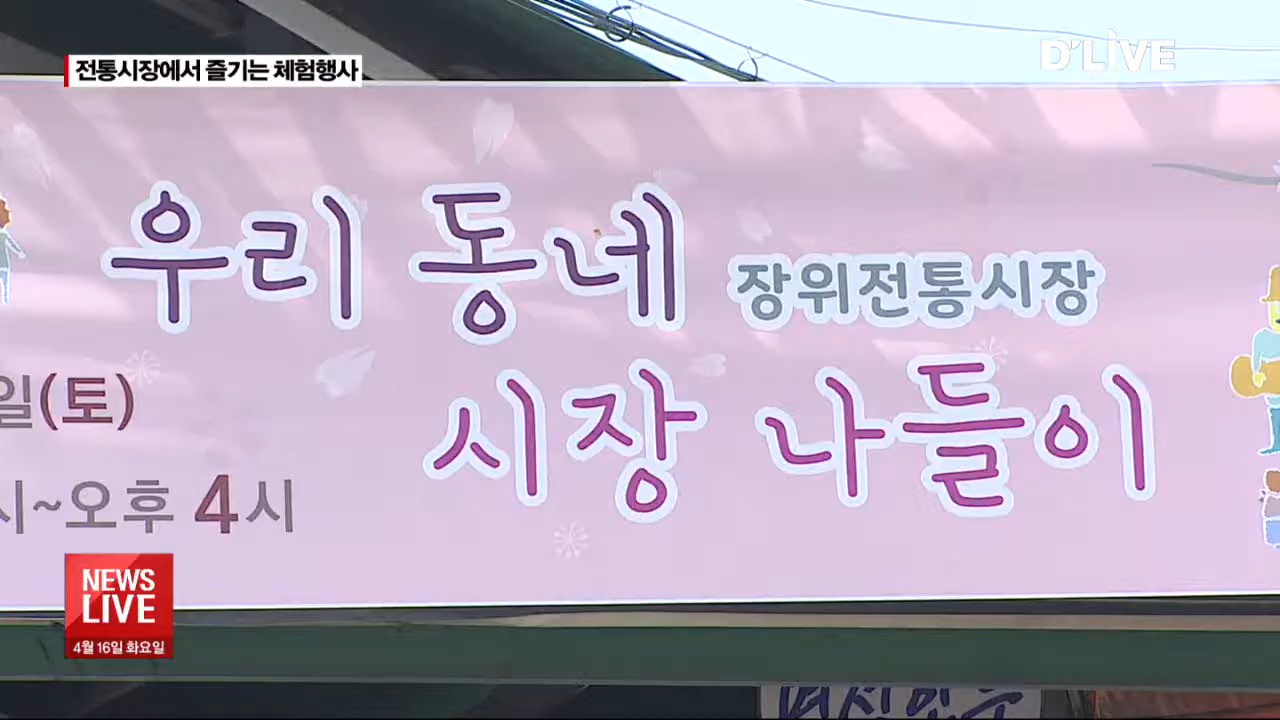 전통시장에서 즐기는 체험행사
D'LIVE
우리 동네 장위전통시장
시장 나들이
일(토)
시~오후 4시
NEWS
LIVE
4월 16일 화요일